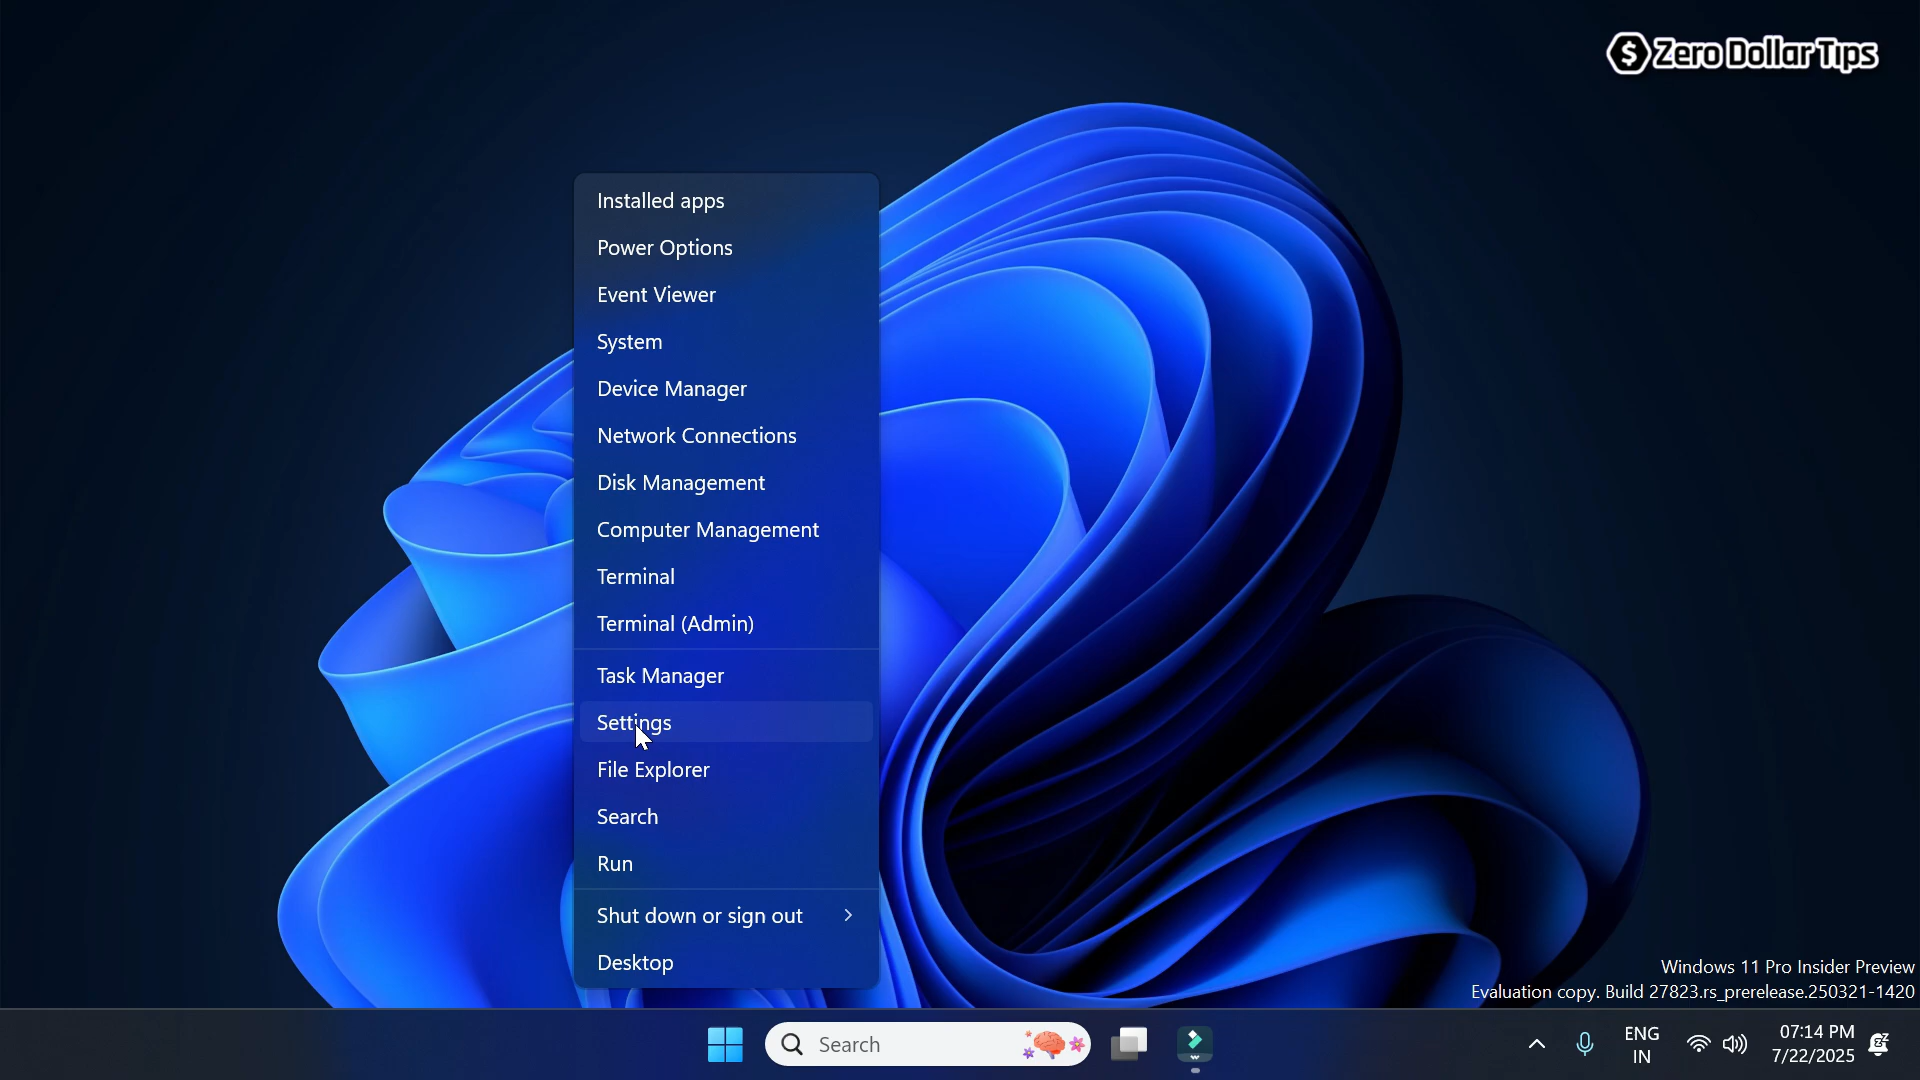 Zero Dollar Tips
Installed apps
Power Options
Event Viewer
System
Device Manager
Network Connections
Disk Management
Computer Management
Terminal
Terminal (Admin)
Task Manager
Settings
File Explorer
Search
Run
Shut down or sign out
Desktop
Windows 11 Pro Insider Preview
Evaluation copy. Build 27823.rs_prerelease.250321-1420
Search
ENG
IN
07:14 PM
7/22/2025